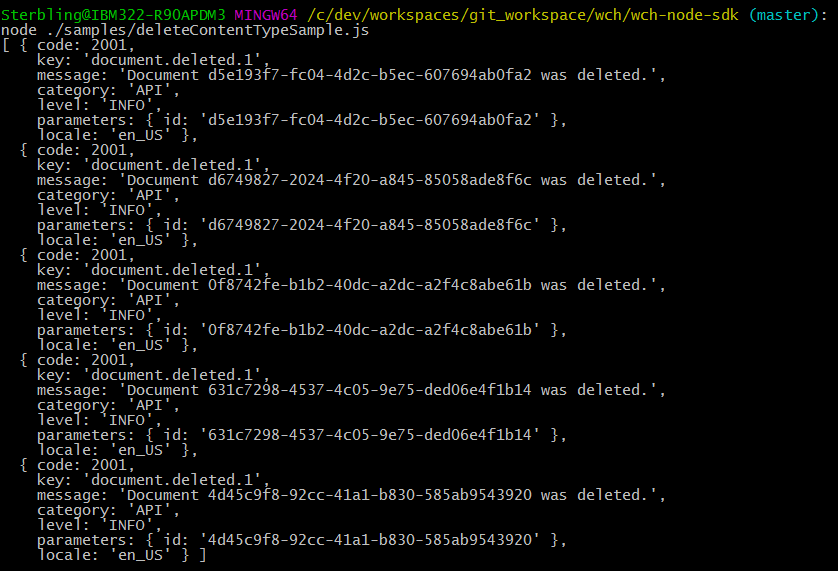 Sterbling@IBM322-R90APDM3 MINGW64 /c/dev/workspaces/git_workspace/wch/wch-node-sdk (master):
node ./samples/deleteContentTypeSample.js
[ { code: 2001,
    key: 'document.deleted.1',
    message: 'Document d5e193f7-fc04-4d2c-b5ec-607694ab0fa2 was deleted.',
    category: 'API',
    level: 'INFO',
    parameters: { id: 'd5e193f7-fc04-4d2c-b5ec-607694ab0fa2' },
    locale: 'en_US' },
  { code: 2001,
    key: 'document.deleted.1',
    message: 'Document d6749827-2024-4f20-a845-85058ade8f6c was deleted.',
    category: 'API',
    level: 'INFO',
    parameters: { id: 'd6749827-2024-4f20-a845-85058ade8f6c' },
    locale: 'en_US' },
  { code: 2001,
    key: 'document.deleted.1',
    message: 'Document 0f8742fe-b1b2-40dc-a2dc-a2f4c8abe61b was deleted.',
    category: 'API',
    level: 'INFO',
    parameters: { id: '0f8742fe-b1b2-40dc-a2dc-a2f4c8abe61b' },
    locale: 'en_US' },
  { code: 2001,
    key: 'document.deleted.1',
    message: 'Document 631c7298-4537-4c05-9e75-ded06e4f1b14 was deleted.',
    category: 'API',
    level: 'INFO',
    parameters: { id: '631c7298-4537-4c05-9e75-ded06e4f1b14' },
    locale: 'en_US' },
  { code: 2001,
    key: 'document.deleted.1',
    message: 'Document 4d45c9f8-92cc-41a1-b830-585ab9543920 was deleted.',
    category: 'API',
    level: 'INFO',
    parameters: { id: '4d45c9f8-92cc-41a1-b830-585ab9543920' },
    locale: 'en_US' } ]